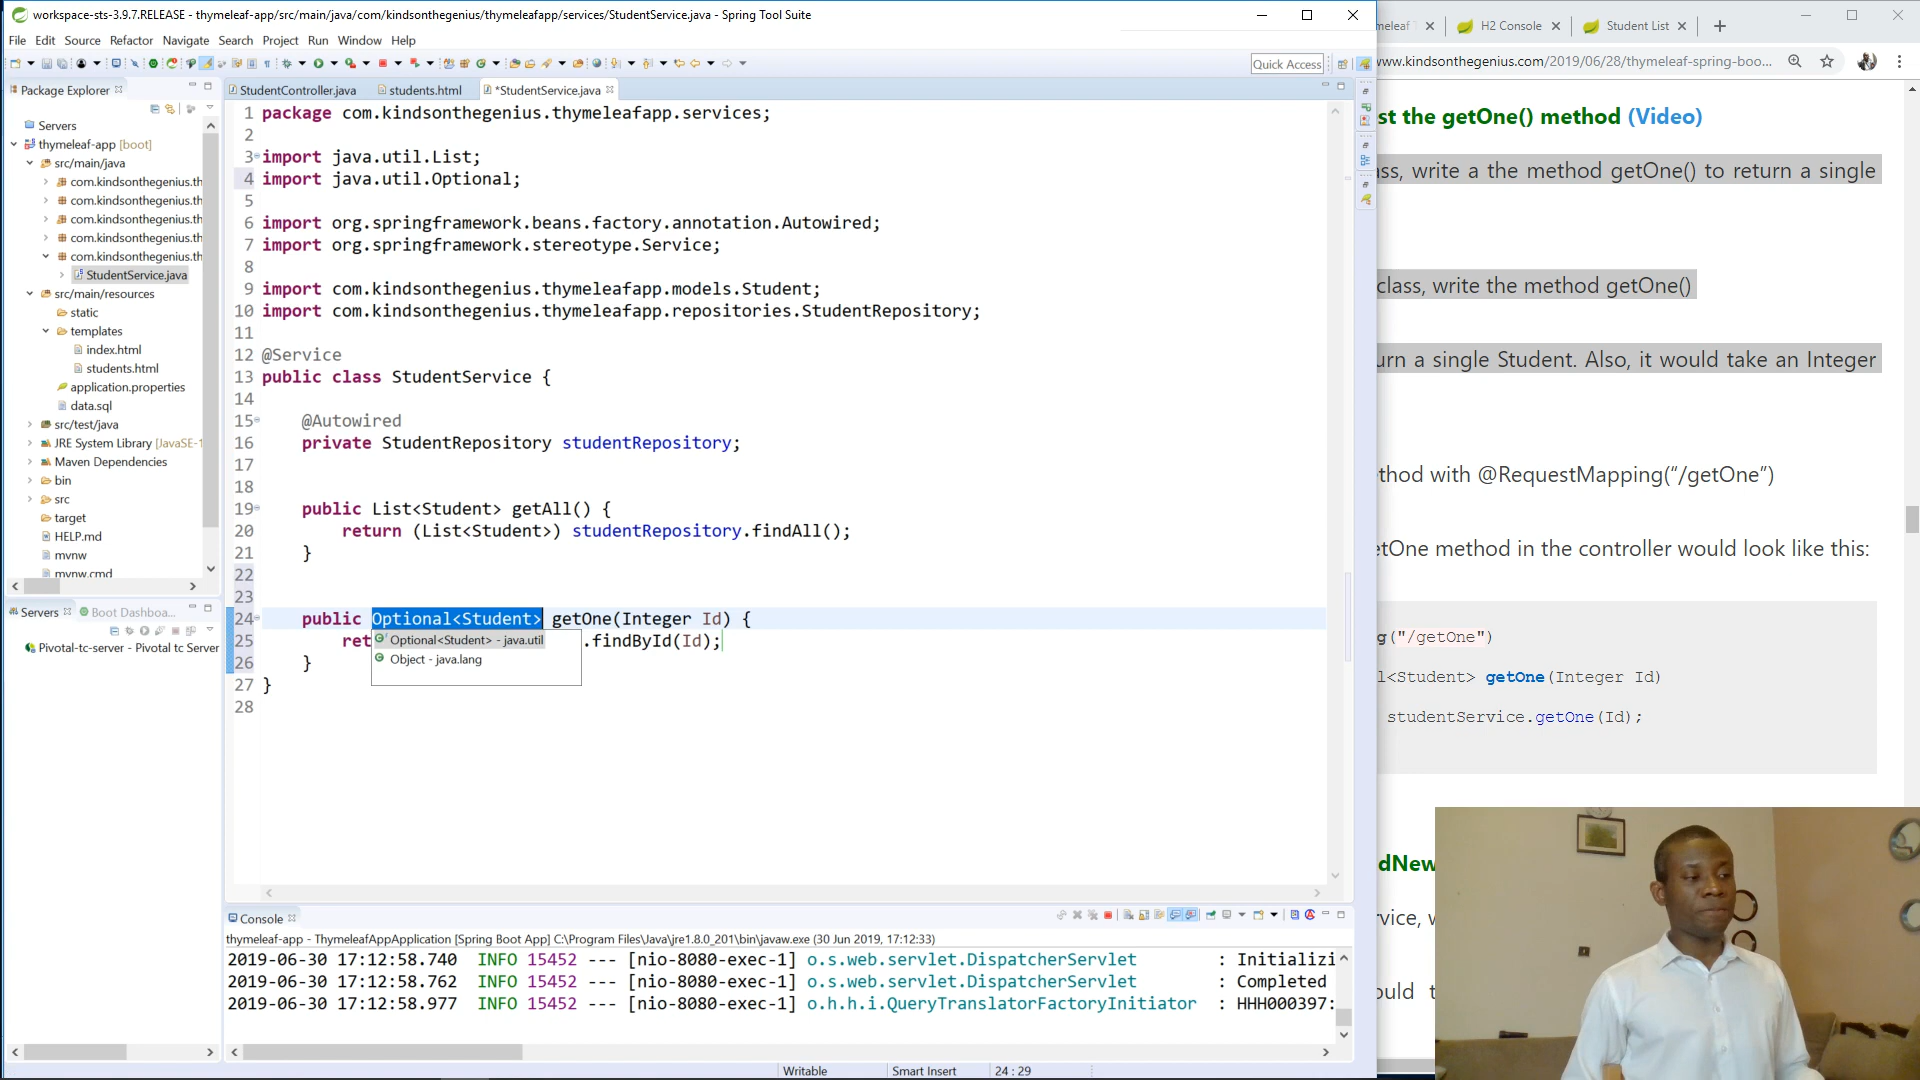 workspace-sts-3.9.7.RELEASE - thymeleaf-app/src/main/java/com/kindsonthegenius/thymeleafapp/services/StudentService.java - Spring Tool Suite
File Edit Source Refactor Navigate Search Project Run Window Help
Quick Access
Package Explorer
Servers
thymeleaf-app [boot]
src/main/java
com.kindsonthegenius.th
com.kindsonthegenius.th
com.kindsonthegenius.th
com.kindsonthegenius.th
com.kindsonthegenius.th
StudentService.java
src/main/resources
static
templates
index.html
students.html
application.properties
data.sql
src/test/java
JRE System Library [JavaSE-1
Maven Dependencies
bin
src
target
HELP.md
mvnw
mvnw.cmd
Servers Boot Dashboa...
Pivotal-tc-server - Pivotal tc Server
StudentController.java students.html *StudentService.java
1 package com.kindsonthegenius.thymeleafapp.services;
2
3 import java.util.List;
4 import java.util.Optional;
5
6 import org.springframework.beans.factory.annotation.Autowired;
7 import org.springframework.stereotype.Service;
8
9 import com.kindsonthegenius.thymeleafapp.models.Student;
10 import com.kindsonthegenius.thymeleafapp.repositories.StudentRepository;
11
12 @Service
13 public class StudentService {
14
15 @Autowired
16 private StudentRepository studentRepository;
17
18
19 public List<Student> getAll() {
20 return (List<Student>) studentRepository.findAll();
21 }
22
23
24 public Optional<Student> getOne(Integer Id) {
25 ret .findById(Id);
26 }
27 }
28
Optional<Student> - java.util
Object - java.lang
Console
thymeleaf-app - ThymeleafAppApplication [Spring Boot App] C:\Program Files\Java\jre1.8.0_201\bin\javaw.exe (30 Jun 2019, 17:12:33)
2019-06-30 17:12:58.740 INFO 15452 --- [nio-8080-exec-1] o.s.web.servlet.DispatcherServlet : Initializi
2019-06-30 17:12:58.762 INFO 15452 --- [nio-8080-exec-1] o.s.web.servlet.DispatcherServlet : Completed
2019-06-30 17:12:58.977 INFO 15452 --- [nio-8080-exec-1] o.h.h.i.QueryTranslatorFactoryInitiator : HHH000397:
Writable Smart Insert 24 : 29
meleaf T H2 Console Student List
www.kindsonthegenius.com/2019/06/28/thymeleaf-spring-boo...
st the getOne() method (Video)
ass, write a the method getOne() to return a single
class, write the method getOne()
urn a single Student. Also, it would take an Integer
thod with @RequestMapping(“/getOne”)
etOne method in the controller would look like this:
g("/getOne")
l<Student> getOne(Integer Id)
studentService.getOne(Id);
dNew
rvice, w
ould t